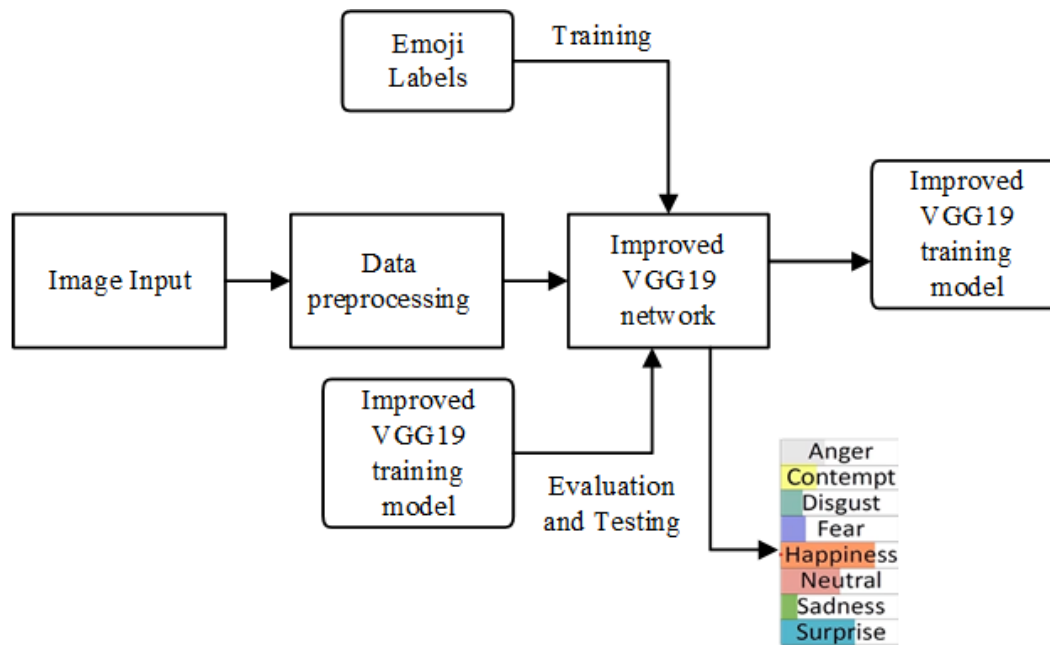 Emoji
Labels
Training
Improved
VGG19
training
model
Image Input
Data
preprocessing
Improved
VGG19
network
Improved
VGG19
training
model
Evaluation
and Testing
Anger
Contempt
Disgust
Fear
Happiness
Neutral
Sadness
Surprise